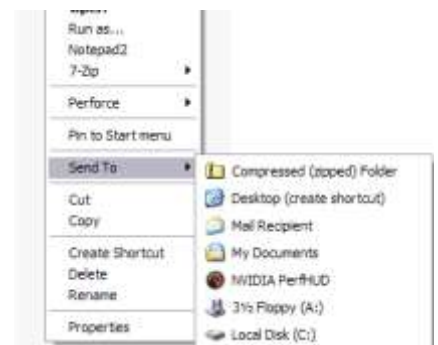 Run as...
Notepad2
7-Zip
Perforce
Pin to Start menu
Send To
Cut
Copy
Create Shortcut
Delete
Rename
Properties
Compressed (zipped) Folder
Desktop (create shortcut)
Mail Recipient
My Documents
NVIDIA PerfHUD
3½ Floppy (A:)
Local Disk (C:)